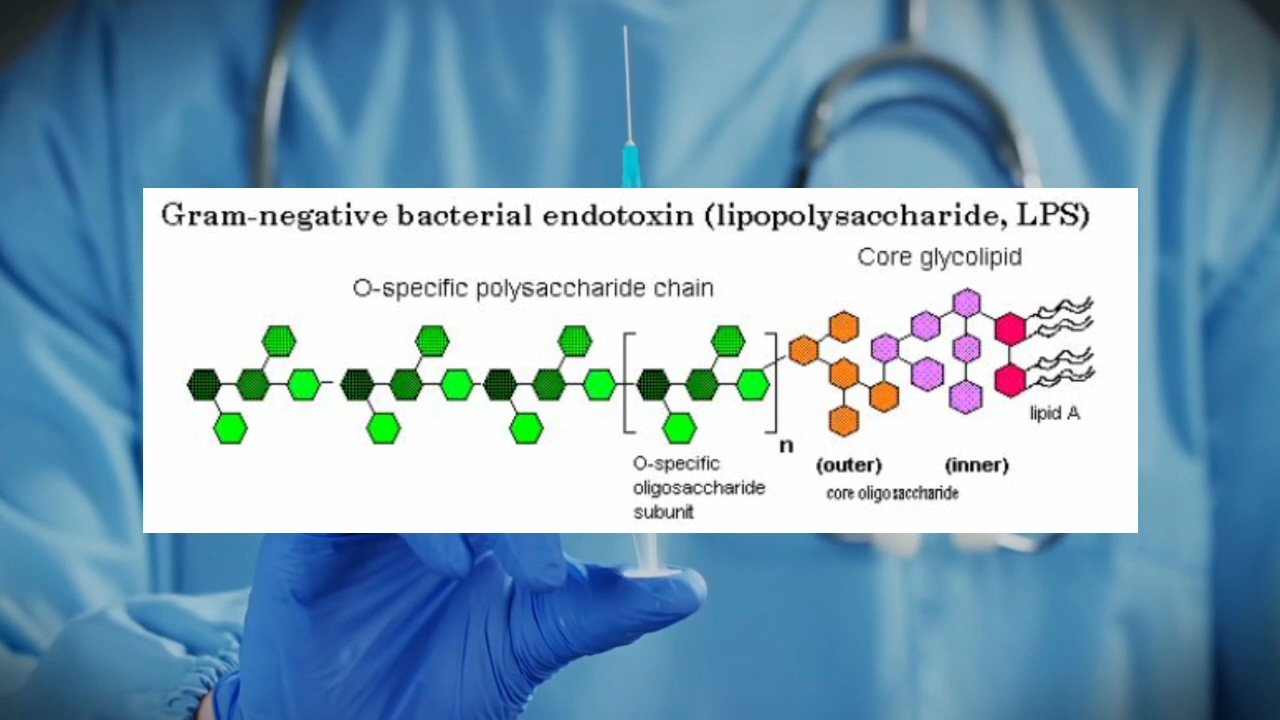 Gram-negative bacterial endotoxin (lipopolysaccharide, LPS)
Core glycolipid
O-specific polysaccharide chain
lipid A
n
O-specific
oligosaccharide
subunit
(outer) (inner)
core oligosaccharide